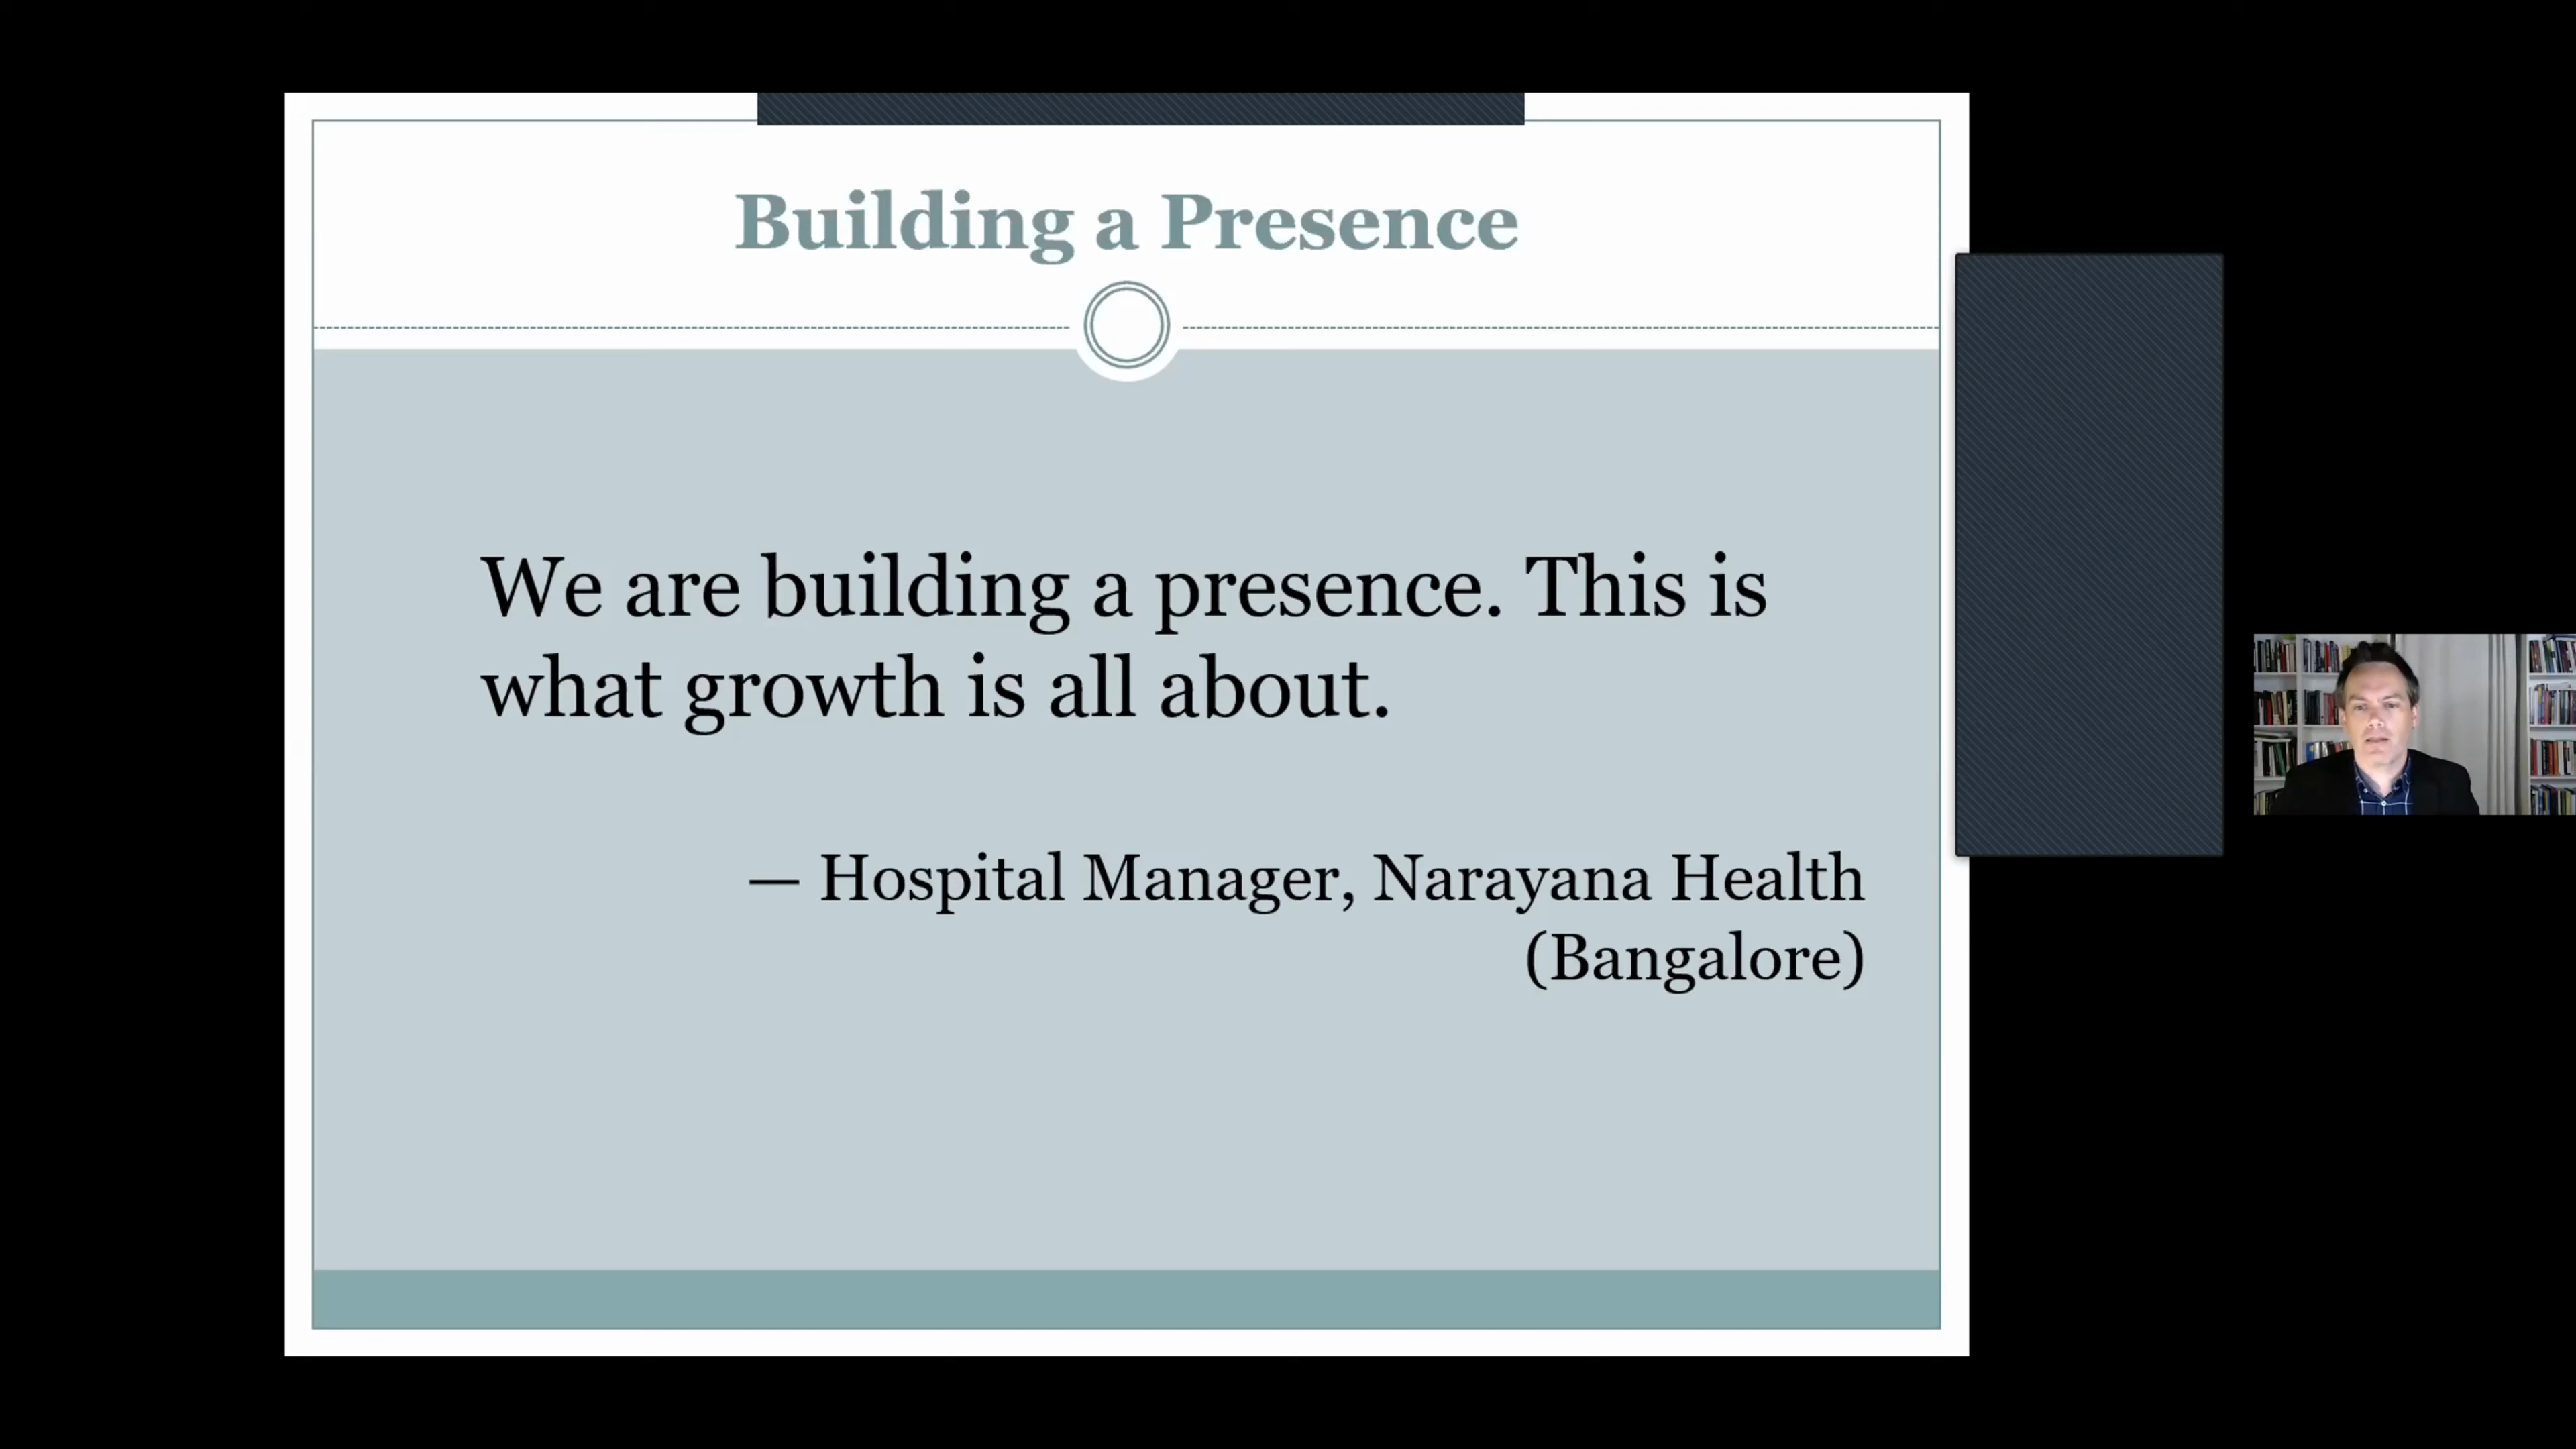 Building a Presence
We are building a presence. This is
what growth is all about.
— Hospital Manager, Narayana Health
(Bangalore)